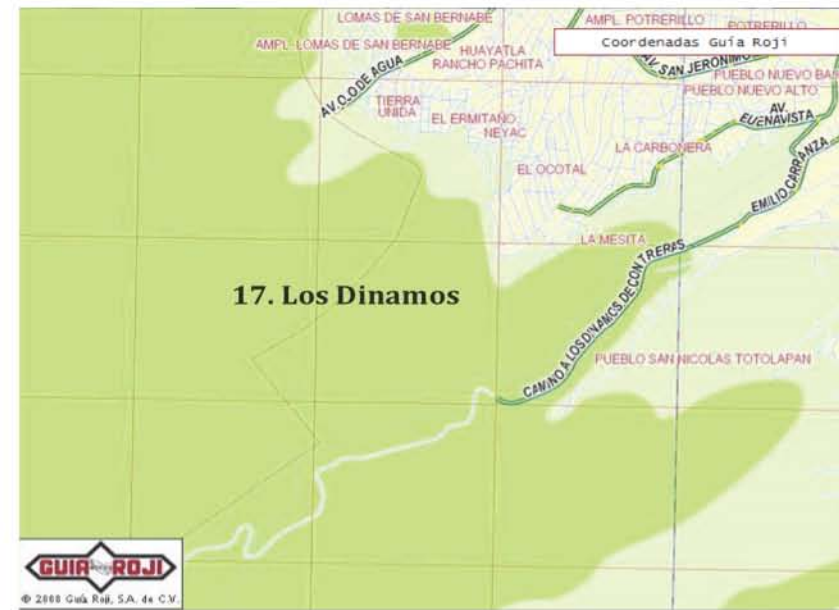 LOMAS DE SAN BERNABE
AMPL. POTRERILLO
POTRERILLO
AMPL. LOMAS DE SAN BERNABE
HUAYATLA
RANCHO PACHITA
Coordenadas Guía Roji
AV. SAN JERONIMO
PUEBLO NUEVO
PUEBLO NUEVO ALTO
AV. O. O DE AGUA
TIERRA
UNIDA
EL ERMITAÑO
NEYAC
AV.
BUENAVISTA
LA CARBONERA
EL OCOTAL
EMILIO CARRANZA
LA MESITA
17. Los Dinamos
CAMINO A LOS DINAMOS DE CONTRERAS
PUEBLO SAN NICOLAS TOTOLAPAN
GUIA ROJI
© 2008 Guía Roji, S.A. de C.V.